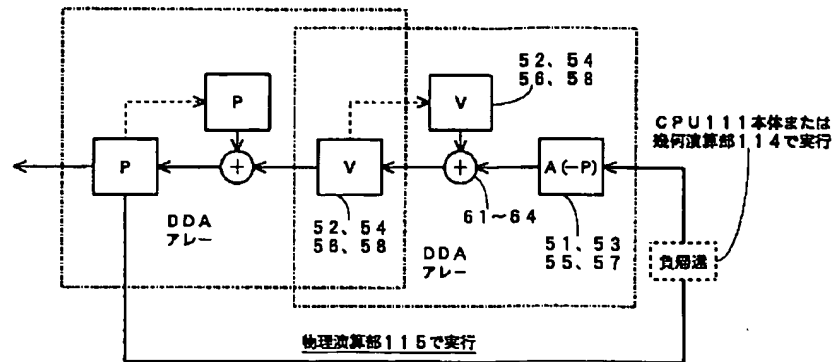 52、54
56、58
P
V
CPU111本体または
幾何演算部114で実行
P
V
A(-P)
DDA
アレー
52、54
56、58
61～64
DDA
アレー
51、53
55、57
負帰還
物理演算部115で実行